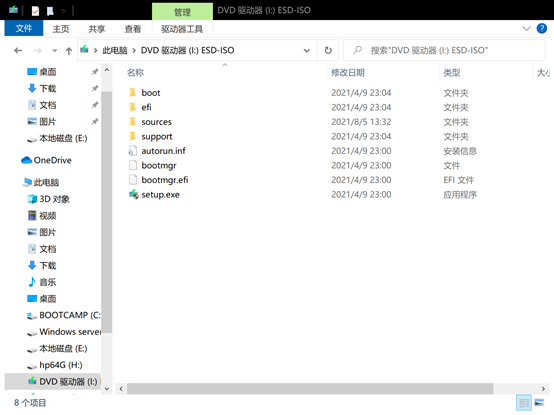 管理
DVD 驱动器 (I:) ESD-ISO
文件
主页
共享
查看
驱动器工具
此电脑 > DVD 驱动器 (I:) ESD-ISO
搜索"DVD 驱动器 (I:) ESD-ISO"
名称 修改日期 类型 大小
桌面
下载
文档
图片
本地磁盘 (E:)
OneDrive
此电脑
3D 对象
视频
图片
文档
下载
音乐
桌面
BOOTCAMP (C:
Windows server
本地磁盘 (E:)
hp64G (H:)
DVD 驱动器 (I:)
boot 2021/4/9 23:04 文件夹
efi 2021/4/9 23:04 文件夹
sources 2021/8/5 13:32 文件夹
support 2021/4/9 23:04 文件夹
autorun.inf 2021/4/9 23:00 安装信息
bootmgr 2021/4/9 23:00 文件
bootmgr.efi 2021/4/9 23:00 EFI 文件
setup.exe 2021/4/9 23:00 应用程序
8 个项目